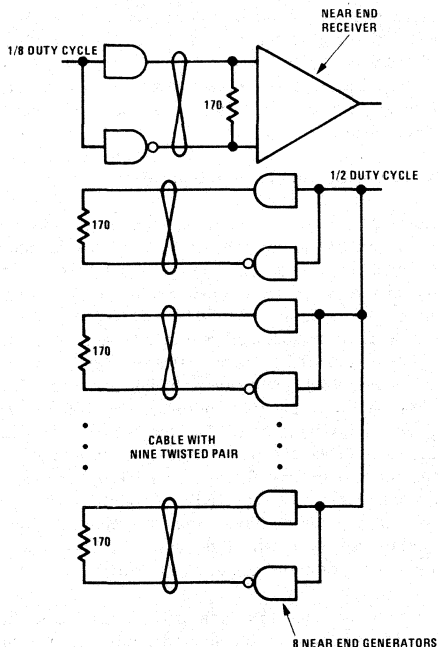 NEAR END
RECEIVER
1/8 DUTY CYCLE
170
1/2 DUTY CYCLE
170
170
CABLE WITH
NINE TWISTED PAIR
170
8 NEAR END GENERATORS